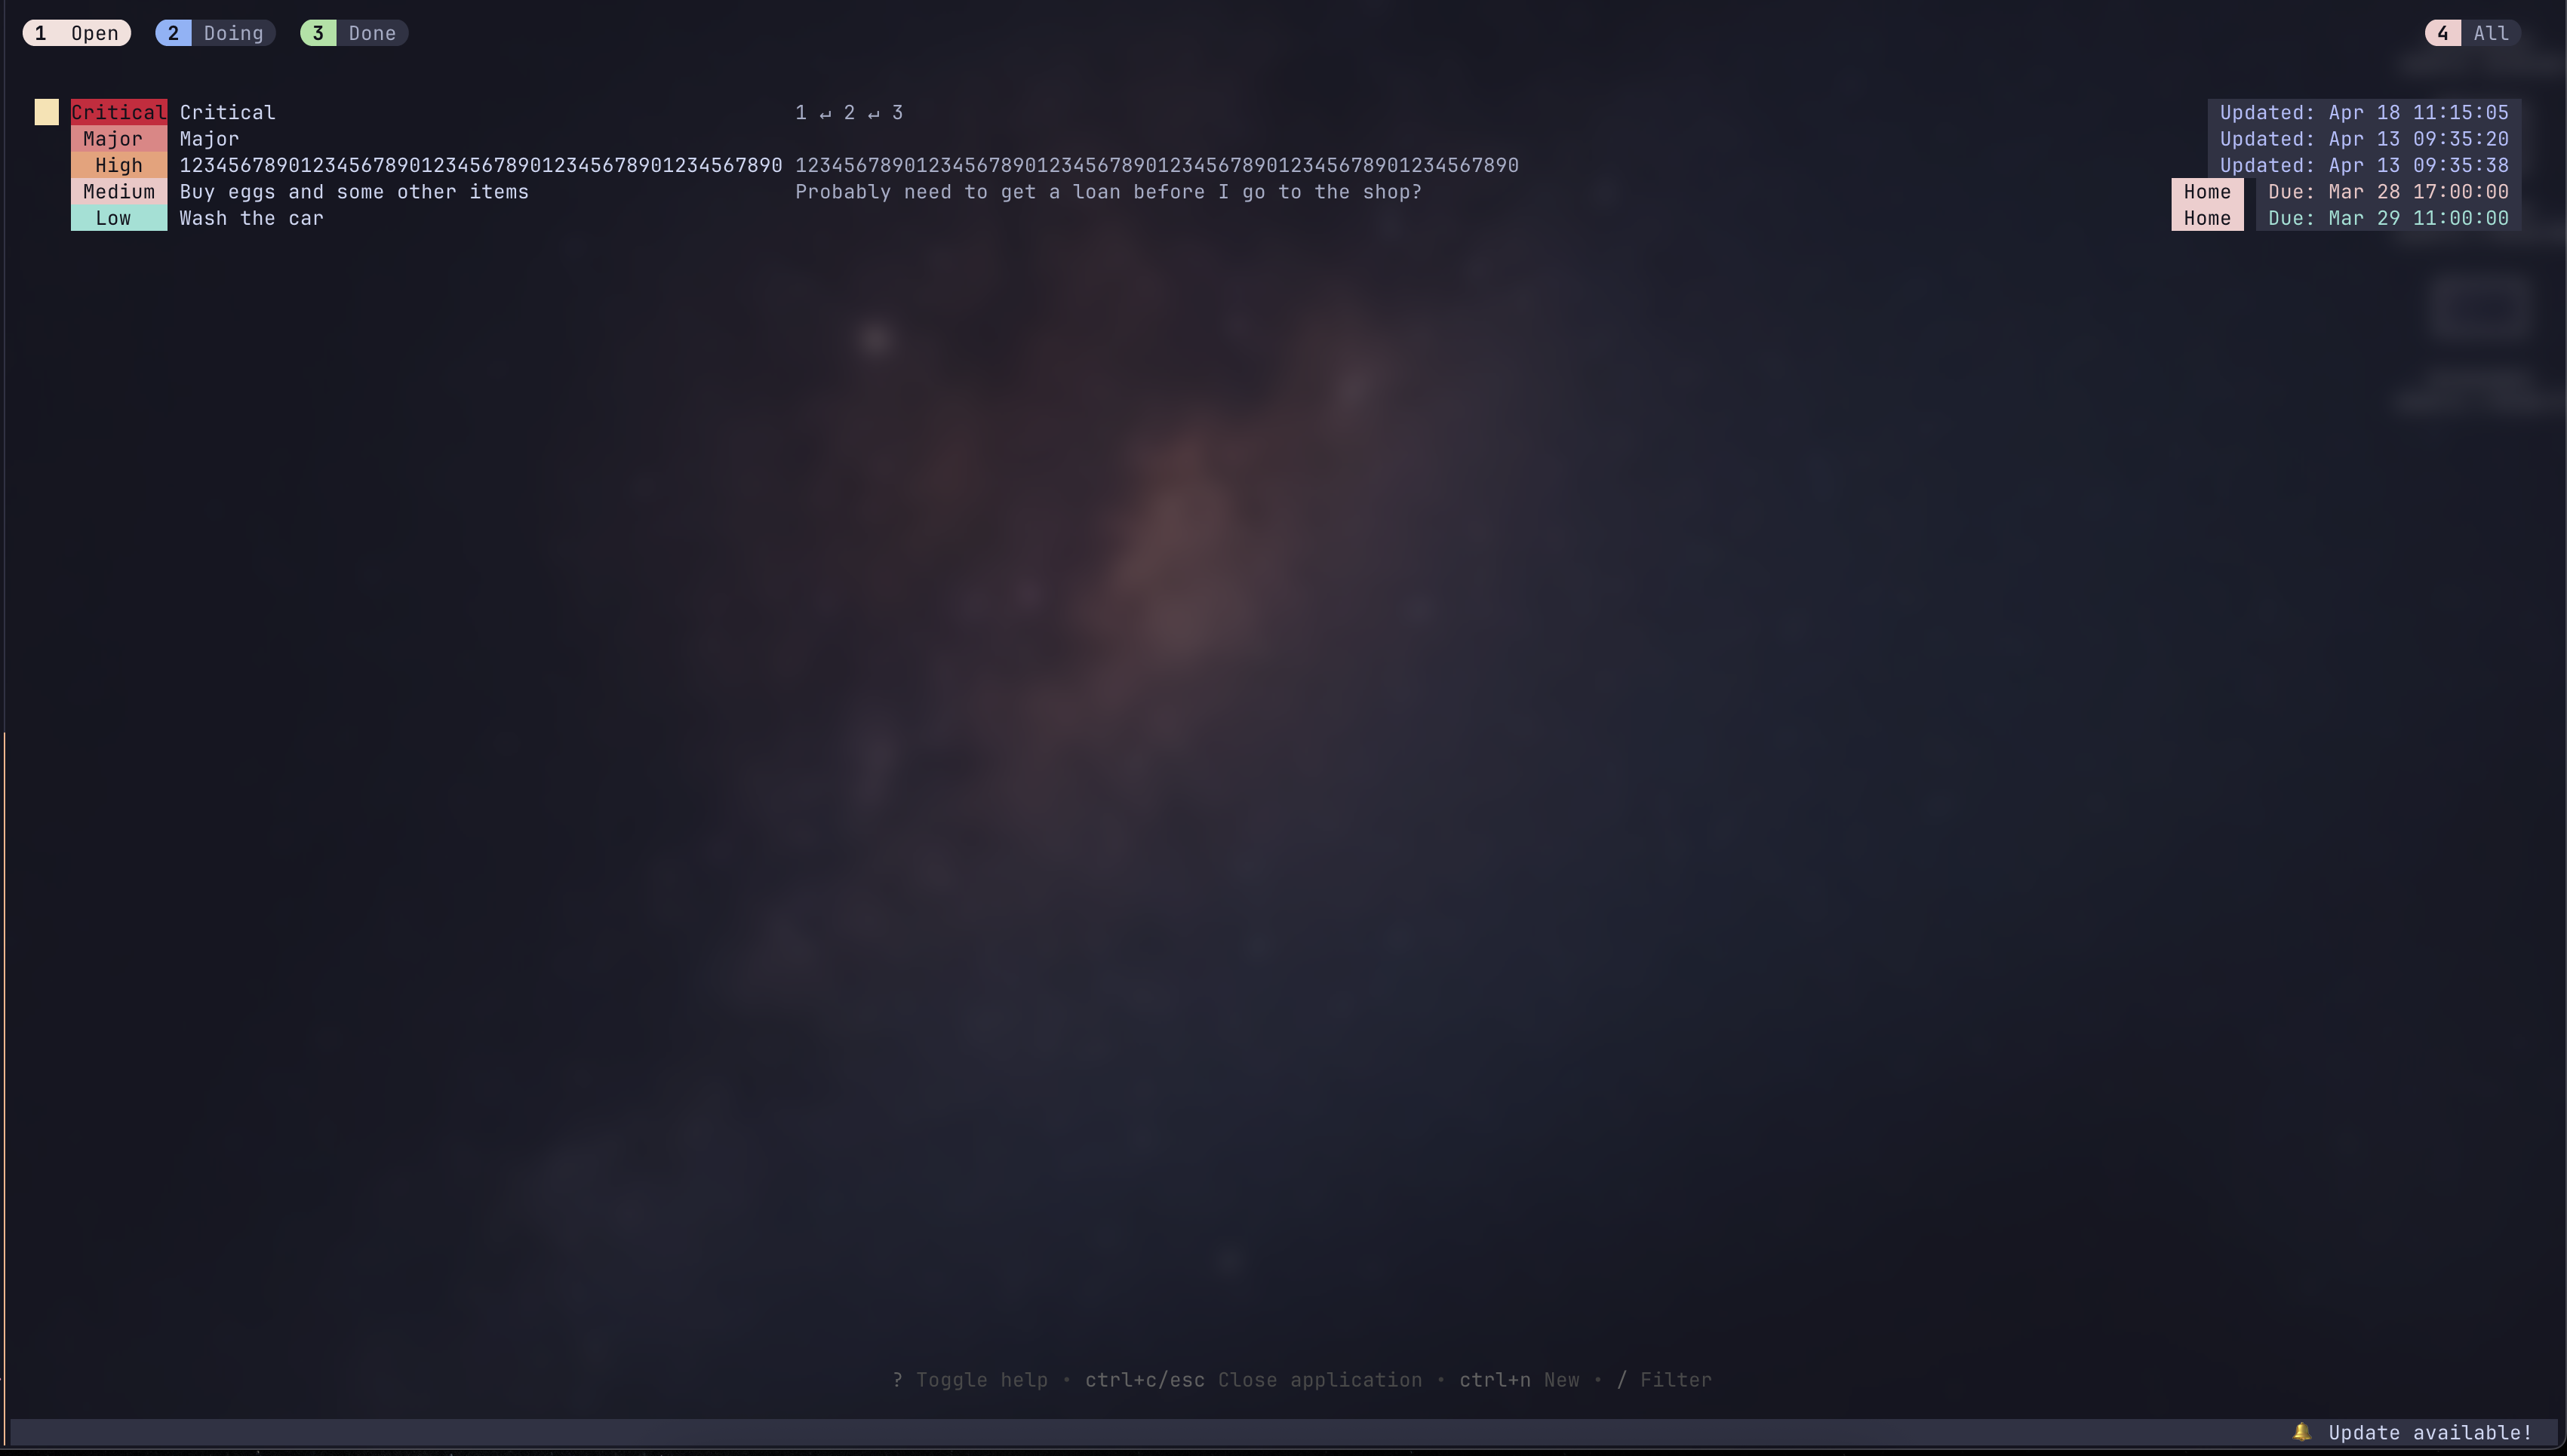 1 Open 2 Doing 3 Done 4 All
Critical Critical 1 ↵ 2 ↵ 3 Updated: Apr 18 11:15:05
Major Major Updated: Apr 13 09:35:20
High 12345678901234567890123456789012345678901234567890 123456789012345678901234567890123456789012345678901234567890 Updated: Apr 13 09:35:38
Medium Buy eggs and some other items Probably need to get a loan before I go to the shop? Home Due: Mar 28 17:00:00
Low Wash the car Home Due: Mar 29 11:00:00
? Toggle help • ctrl+c/esc Close application • ctrl+n New • / Filter
🔔 Update available!